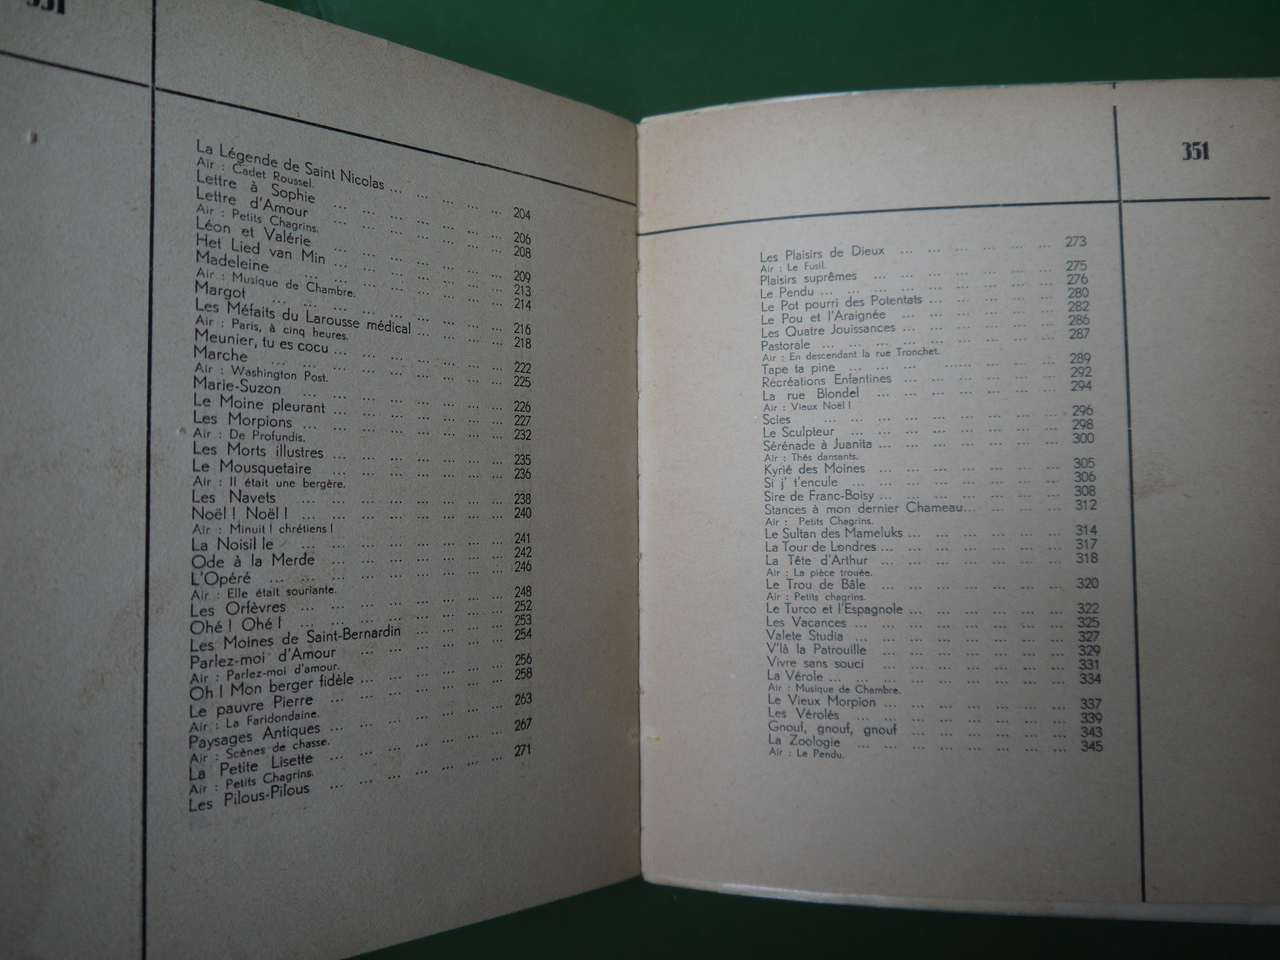 351
La Légende de Saint Nicolas ... ... ... ... ... 204
Air : Cadet Roussel.
Lettre à Sophie ... ... ... ... ... ... 206
Lettre d'Amour ... ... ... ... ... ... 208
Air : Petits Chagrins.
Léon et Valérie ... ... ... ... ... ... 209
Het Lied van Min ... ... ... ... ... ... 213
Madeleine ... ... ... ... ... ... ... 214
Air : Musique de Chambre.
Margot ... ... ... ... ... ... ... 216
Les Méfaits du Larousse médical ... ... ... ... 218
Air : Paris, à cinq heures.
Meunier, tu es cocu ... ... ... ... ... ... 222
Marche ... ... ... ... ... ... ... 225
Air : Washington Post.
Marie-Suzon ... ... ... ... ... ... ... 226
Le Moine pleurant ... ... ... ... ... ... 227
Les Morpions ... ... ... ... ... ... ... 232
Air : De Profundis.
Les Morts illustres ... ... ... ... ... ... 235
Le Mousquetaire ... ... ... ... ... ... 236
Air : Il était une bergère.
Les Navets ... ... ... ... ... ... ... 238
Noël ! Noël ! ... ... ... ... ... ... ... 240
Air : Minuit ! chrétiens !
La Noisil le ... ... ... ... ... ... ... 241
Ode à la Merde ... ... ... ... ... ... 242
L'Opéré ... ... ... ... ... ... ... 246
Air : Elle était souriante.
Les Orfèvres ... ... ... ... ... ... ... 248
Ohé ! Ohé ! ... ... ... ... ... ... ... 252
Les Moines de Saint-Bernardin ... ... ... ... 253
Parlez-moi d'Amour ... ... ... ... ... ... 254
Air : Parlez-moi d'amour.
Oh ! Mon berger fidèle ... ... ... ... ... 256
Le pauvre Pierre ... ... ... ... ... ... 258
Air : La Faridondaine.
Paysages Antiques ... ... ... ... ... ... 263
Air : Scènes de chasse.
La Petite Lisette ... ... ... ... ... ... 267
Air : Petits Chagrins.
Les Pilous-Pilous ... ... ... ... ... ... 271
351
Les Plaisirs de Dieux ... ... ... ... ... ... 273
Air : Le Fusil.
Plaisirs suprêmes ... ... ... ... ... ... 275
Le Pendu ... ... ... ... ... ... ... ... 276
Le Pot pourri des Potentats ... ... ... ... ... 280
Le Pou et l'Araignée ... ... ... ... ... ... 282
Les Quatre Jouissances ... ... ... ... ... ... 286
Pastorale ... ... ... ... ... ... ... ... 287
Air : En descendant la rue Tronchet.
Tape ta pine ... ... ... ... ... ... ... 289
Récréations Enfantines ... ... ... ... ... ... 292
La rue Blondel ... ... ... ... ... ... ... 294
Air : Vieux Noël !
Scies ... ... ... ... ... ... ... ... 296
Le Sculpteur ... ... ... ... ... ... ... 298
Sérénade à Juanita ... ... ... ... ... ... 300
Air : Thés dansants.
Kyrié des Moines ... ... ... ... ... ... 305
Si j' t'encule ... ... ... ... ... ... ... 306
Sire de Franc-Boisy ... ... ... ... ... ... 308
Stances à mon dernier Chameau... ... ... ... ... 312
Air : Petits Chagrins.
Le Sultan des Mameluks ... ... ... ... ... ... 314
La Tour de Londres ... ... ... ... ... ... 317
La Tête d'Arthur ... ... ... ... ... ... 318
Air : La pièce trouée.
Le Trou de Bâle ... ... ... ... ... ... 320
Air : Petits chagrins.
Le Turco et l'Espagnole ... ... ... ... ... ... 322
Les Vacances ... ... ... ... ... ... ... 325
Valete Studia ... ... ... ... ... ... ... 327
V'là la Patrouille ... ... ... ... ... ... 329
Vivre sans souci ... ... ... ... ... ... 331
La Vérole ... ... ... ... ... ... ... 334
Air : Musique de Chambre.
Le Vieux Morpion ... ... ... ... ... ... 337
Les Vérolés ... ... ... ... ... ... ... 339
Gnouf, gnouf, gnouf ... ... ... ... ... ... 343
La Zoologie ... ... ... ... ... ... ... 345
Air : Le Pendu.